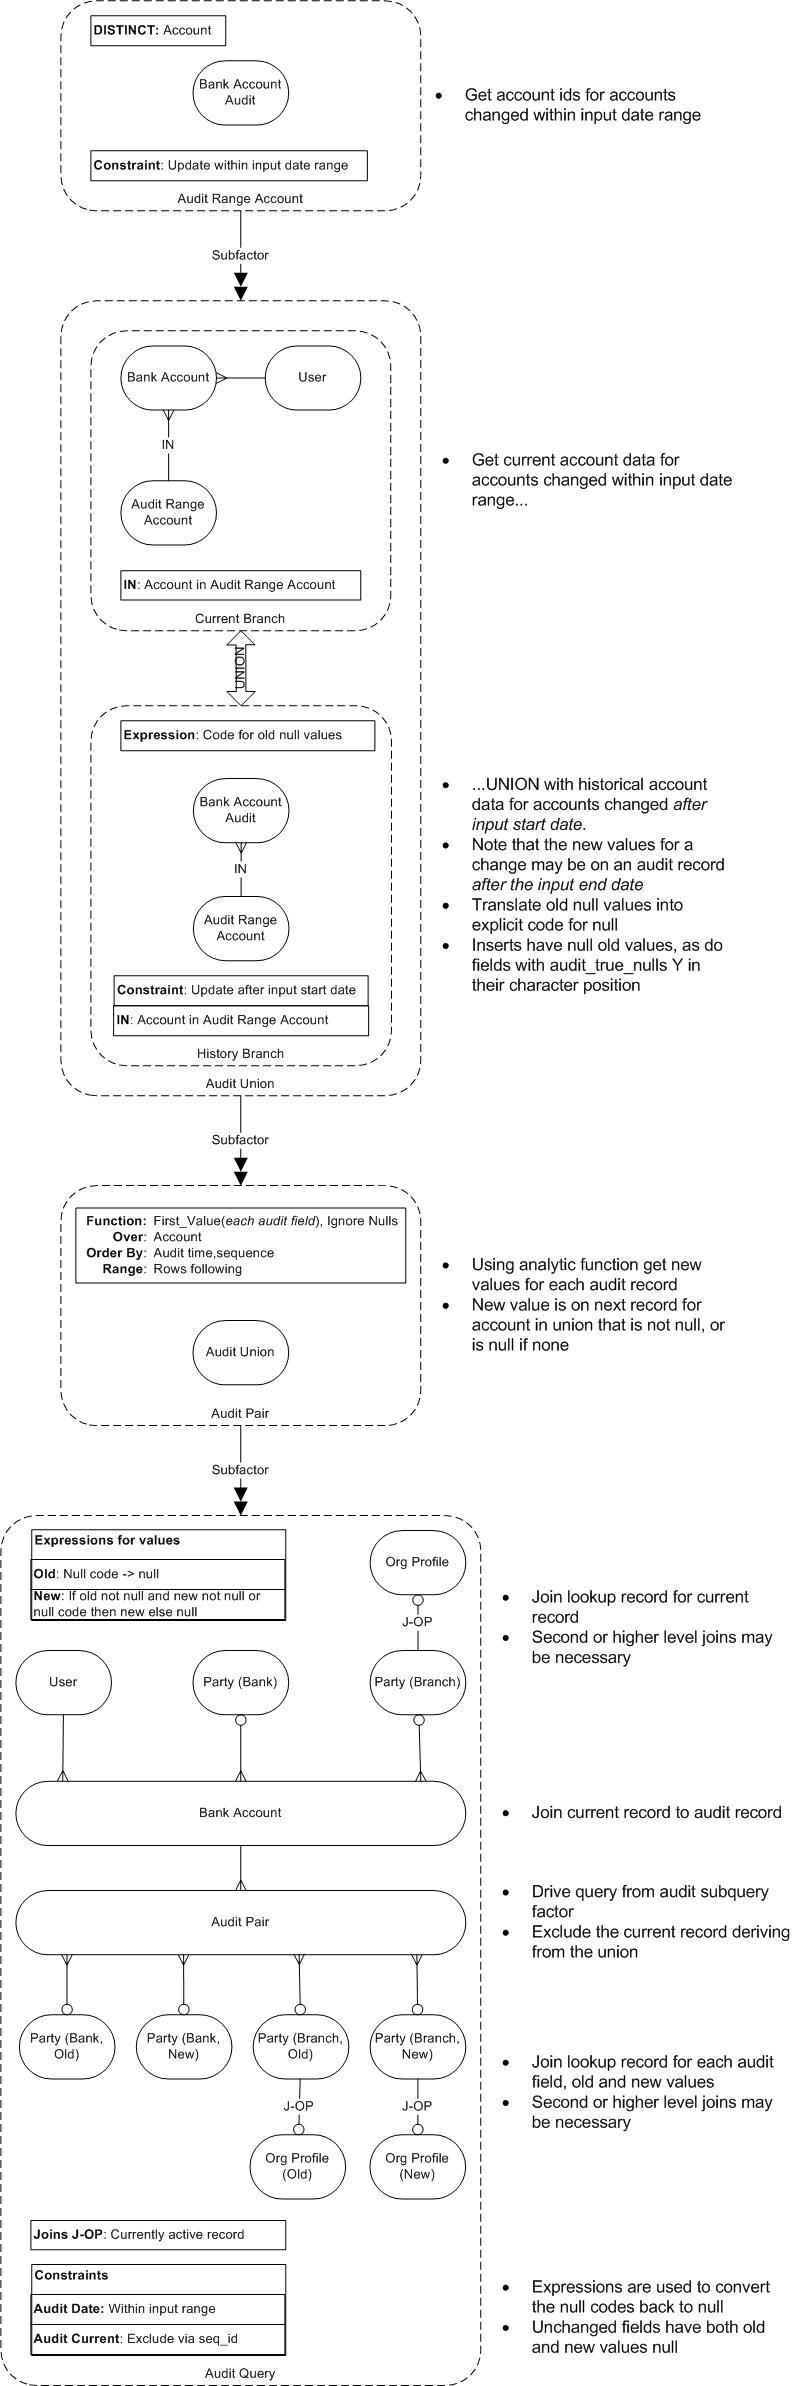 DISTINCT: Account
Bank Account
Audit
Constraint: Update within input date range
Audit Range Account
• Get account ids for accounts
changed within input date range
Subfactor
Bank Account
User
IN
Audit Range
Account
IN: Account in Audit Range Account
Current Branch
• Get current account data for
accounts changed within input date
range...
UNION
Expression: Code for old null values
Bank Account
Audit
IN
Audit Range
Account
Constraint: Update after input start date
IN: Account in Audit Range Account
History Branch
Audit Union
• ...UNION with historical account
data for accounts changed after
input start date.
• Note that the new values for a
change may be on an audit record
after the input end date
• Translate old null values into
explicit code for null
• Inserts have null old values, as do
fields with audit_true_nulls Y in
their character position
Subfactor
Function: First_Value(each audit field), Ignore Nulls
Over: Account
Order By: Audit time,sequence
Range: Rows following
Audit Union
Audit Pair
• Using analytic function get new
values for each audit record
• New value is on next record for
account in union that is not null, or
is null if none
Subfactor
Expressions for values
Old: Null code -> null
New: If old not null and new not null or
null code then new else null
Org Profile
J-OP
User
Party (Bank)
Party (Branch)
• Join lookup record for current
record
• Second or higher level joins may
be necessary
Bank Account
• Join current record to audit record
Audit Pair
• Drive query from audit subquery
factor
• Exclude the current record deriving
from the union
Party (Bank,
Old)
Party (Bank,
New)
Party (Branch,
Old)
Party (Branch,
New)
J-OP
J-OP
Org Profile
(Old)
Org Profile
(New)
• Join lookup record for each audit
field, old and new values
• Second or higher level joins may
be necessary
Joins J-OP: Currently active record
Constraints
Audit Date: Within input range
Audit Current: Exclude via seq_id
Audit Query
• Expressions are used to convert
the null codes back to null
• Unchanged fields have both old
and new values null